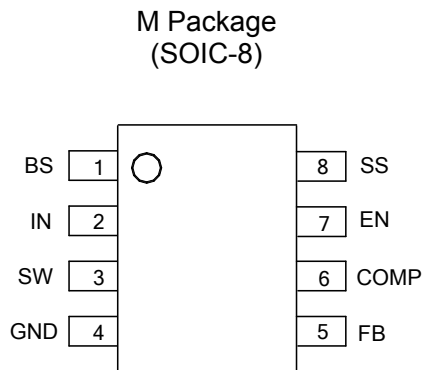 M Package
(SOIC-8)
BS 1 8 SS
IN 2 7 EN
SW 3 6 COMP
GND 4 5 FB